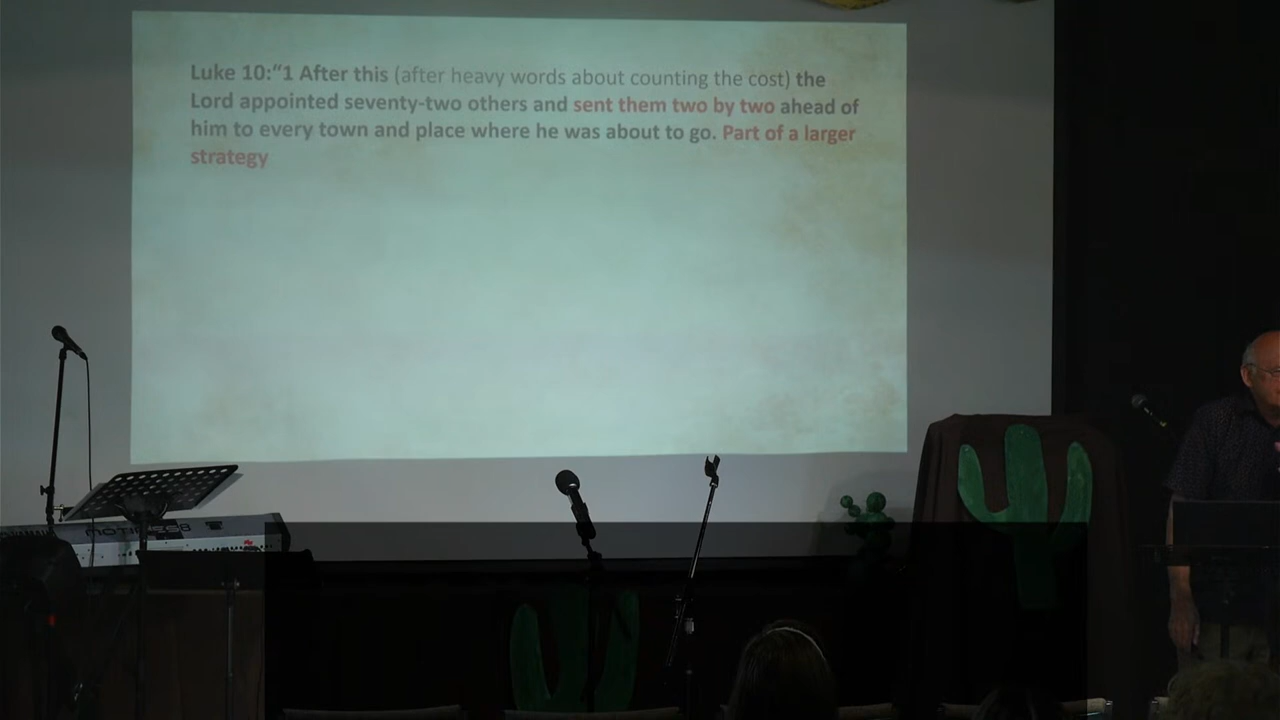 Luke 10:“1 After this (after heavy words about counting the cost) the
Lord appointed seventy-two others and sent them two by two ahead of
him to every town and place where he was about to go. Part of a larger
strategy